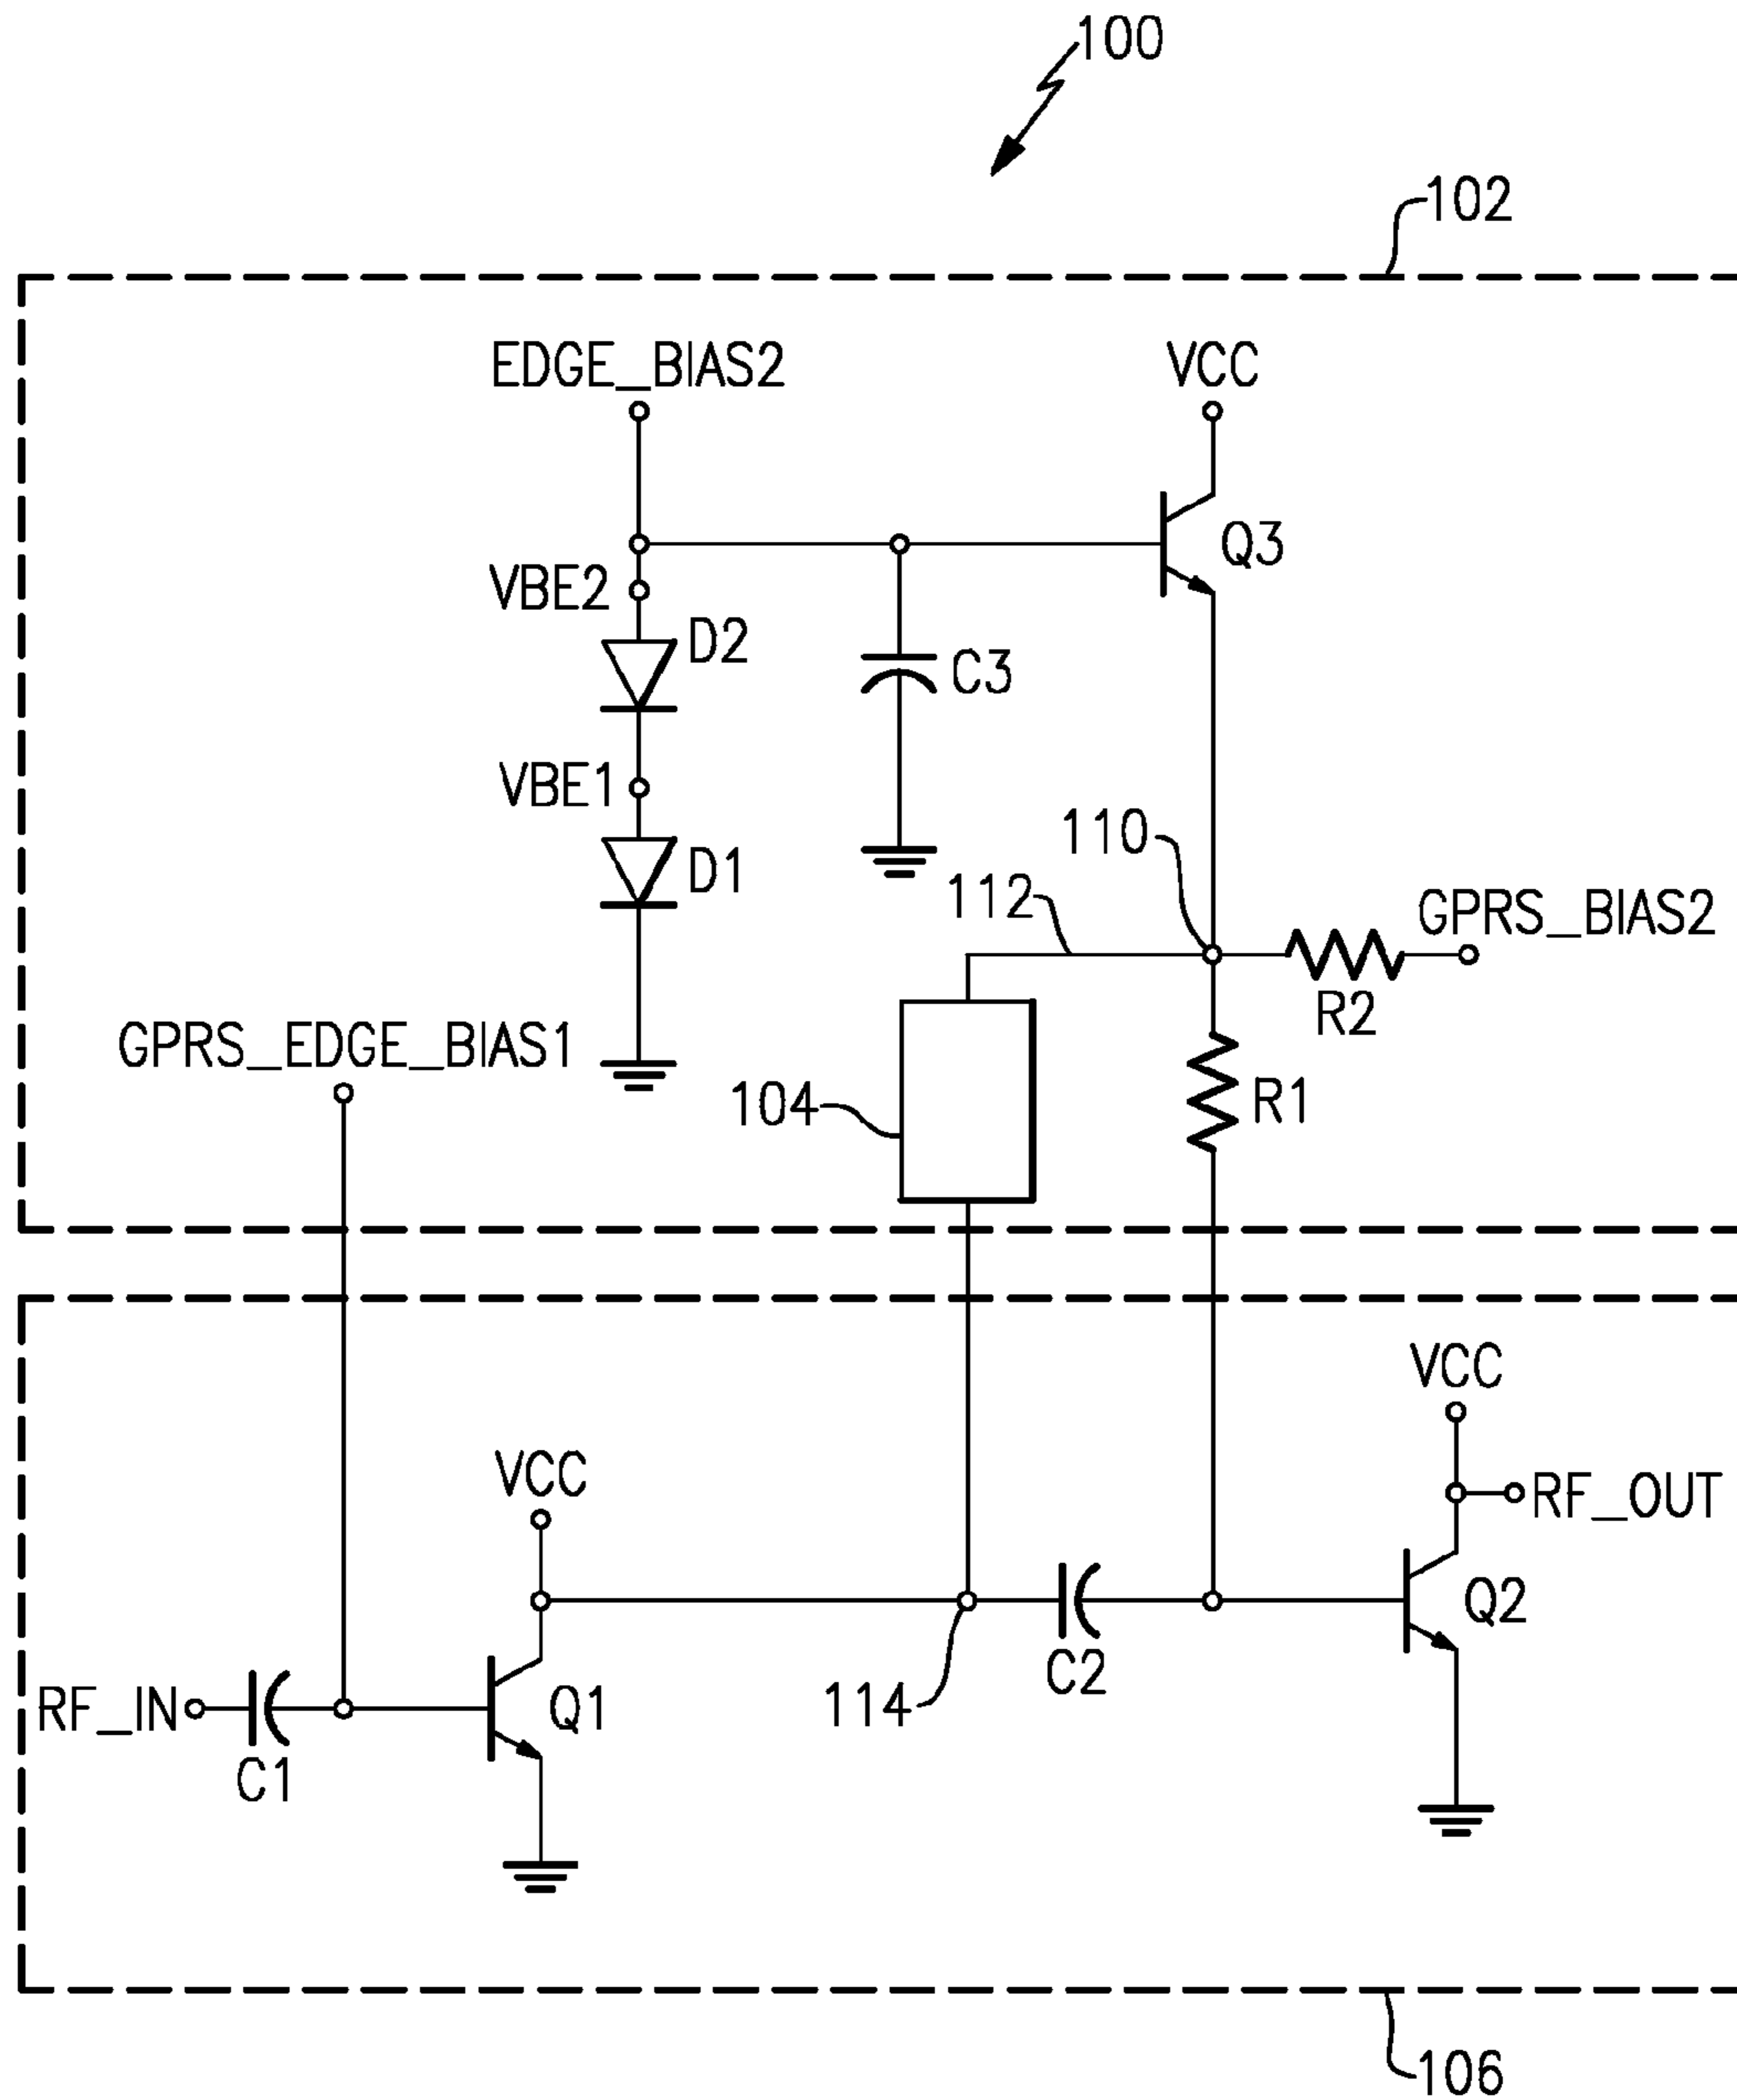 100
102
EDGE_BIAS2
VCC
Q3
VBE2
D2
C3
VBE1
D1
110
112
GPRS_BIAS2
R2
GPRS_EDGE_BIAS1
104
R1
VCC
VCC
RF_OUT
Q2
C2
114
RF_IN
Q1
C1
106